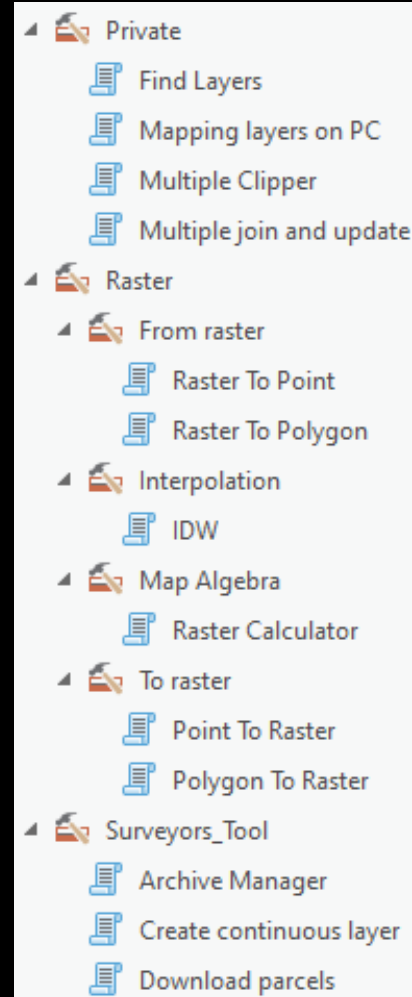 Private
Find Layers
Mapping layers on PC
Multiple Clipper
Multiple join and update
Raster
From raster
Raster To Point
Raster To Polygon
Interpolation
IDW
Map Algebra
Raster Calculator
To raster
Point To Raster
Polygon To Raster
Surveyors_Tool
Archive Manager
Create continuous layer
Download parcels